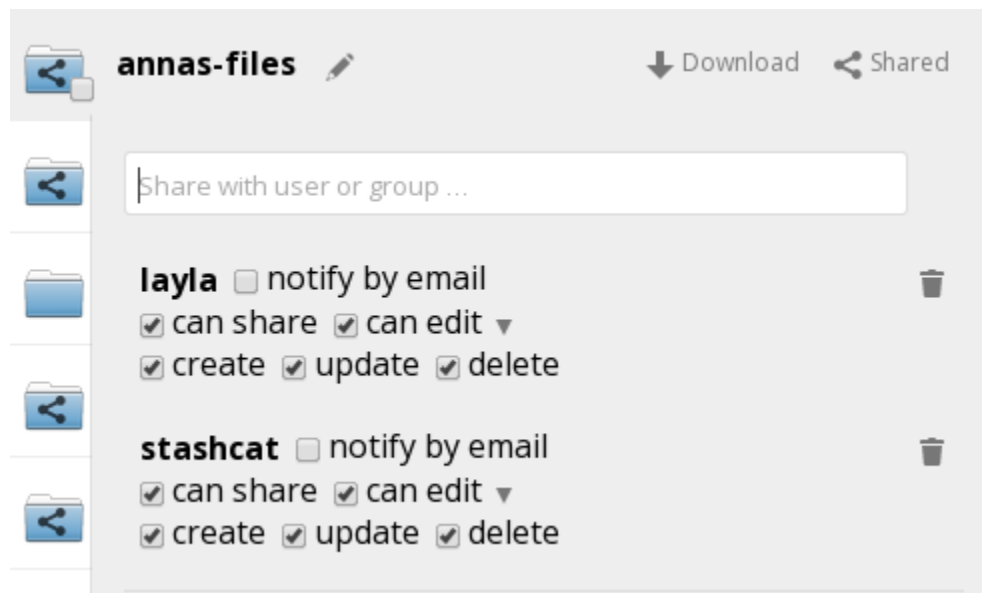 annas-files Download Shared
Share with user or group ...
layla notify by email
can share can edit
create update delete
stashcat notify by email
can share can edit
create update delete